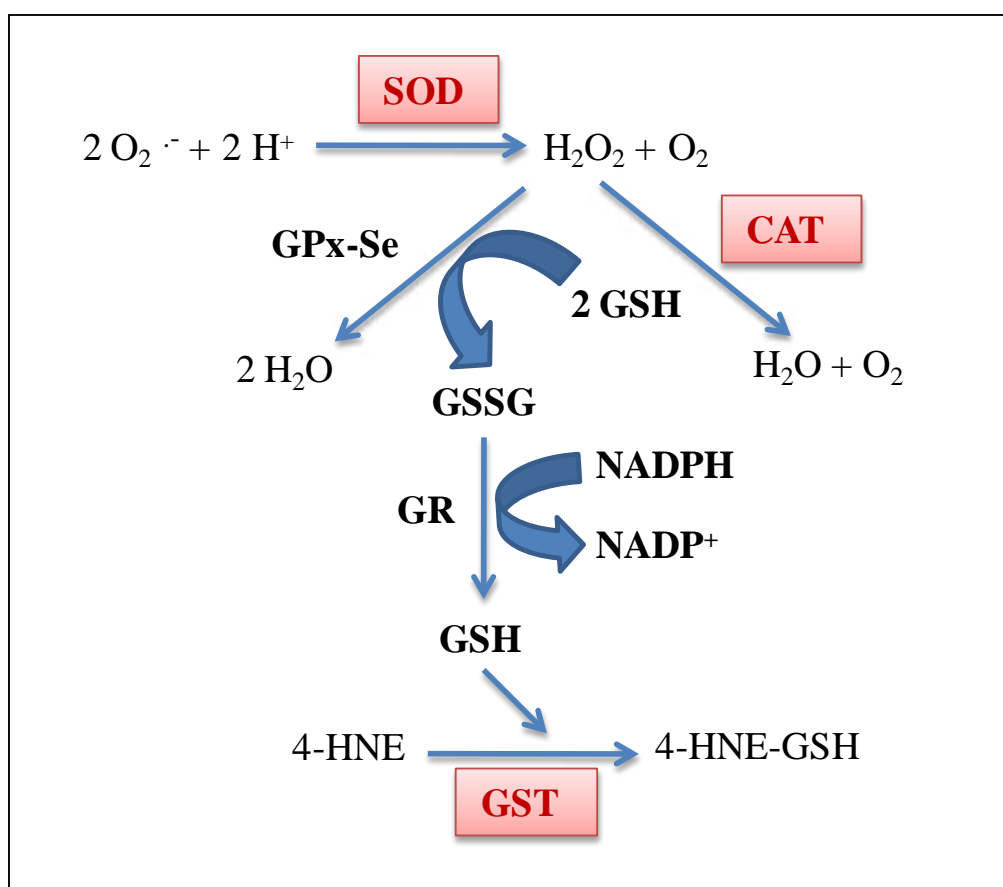 SOD
2 O₂ ·⁻ + 2 H⁺ H₂O₂ + O₂
GPx-Se CAT
2 GSH
2 H₂O H₂O + O₂
GSSG
NADPH
GR
NADP⁺
GSH
4-HNE 4-HNE-GSH
GST